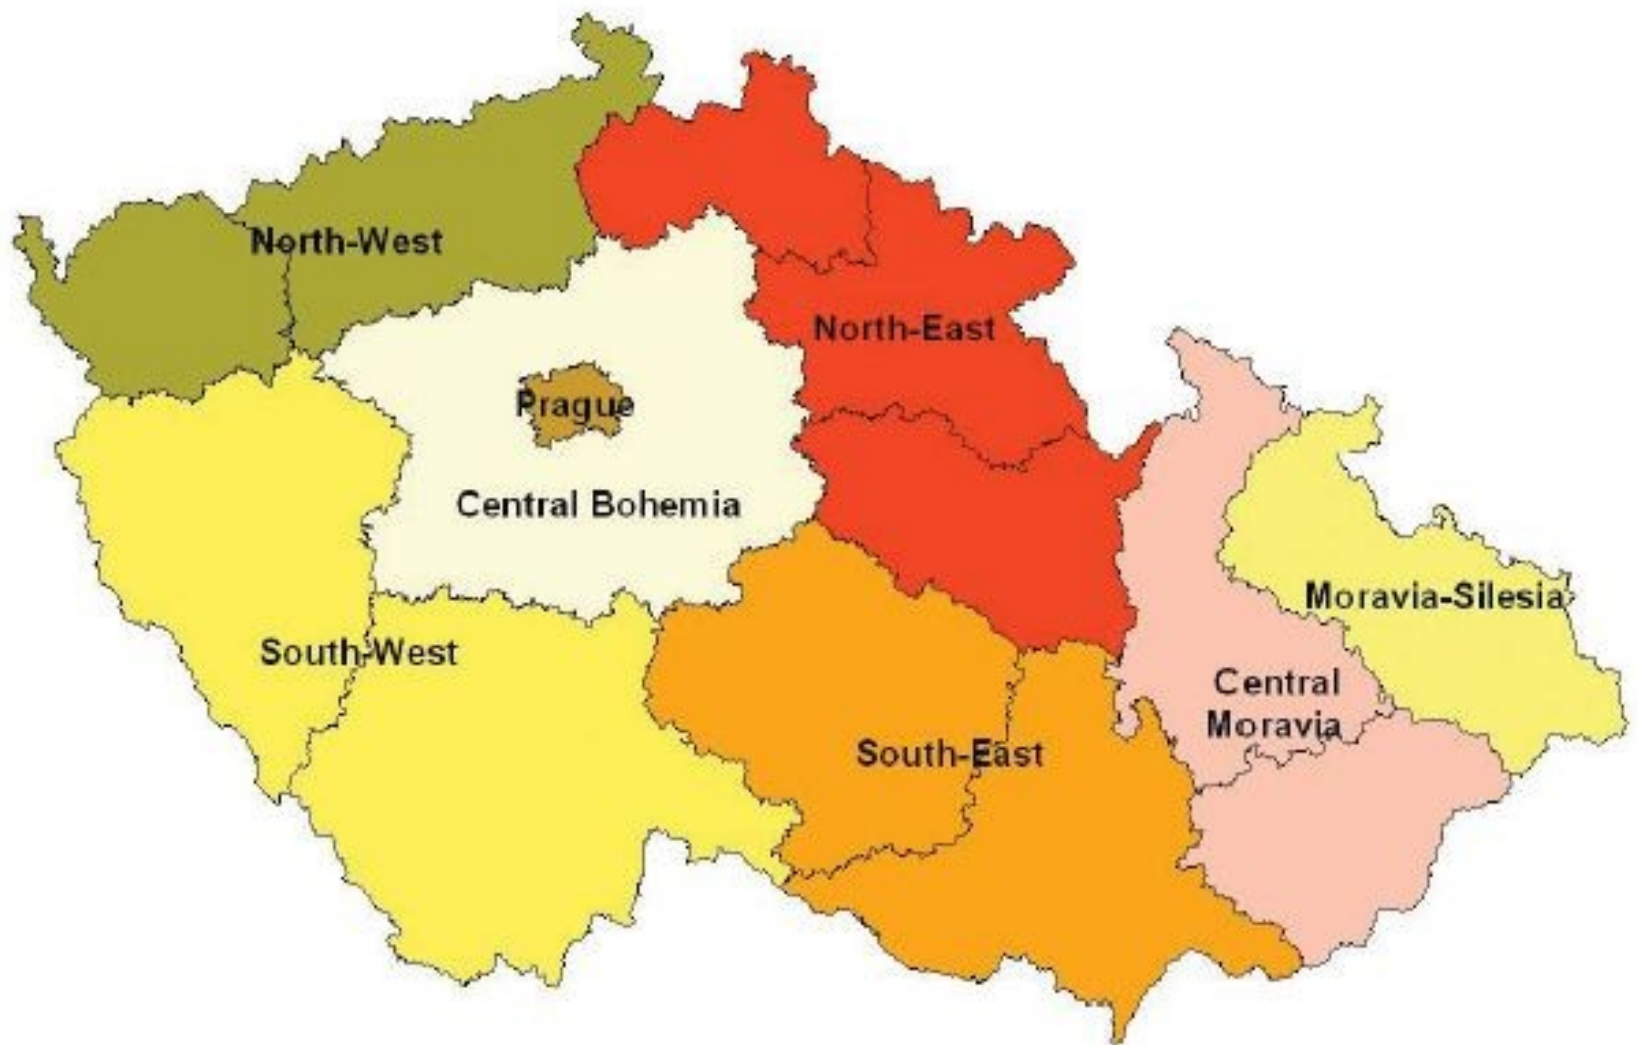 North-West
North-East
Prague
Central Bohemia
Moravia-Silesia
South-West
Central
Moravia
South-East